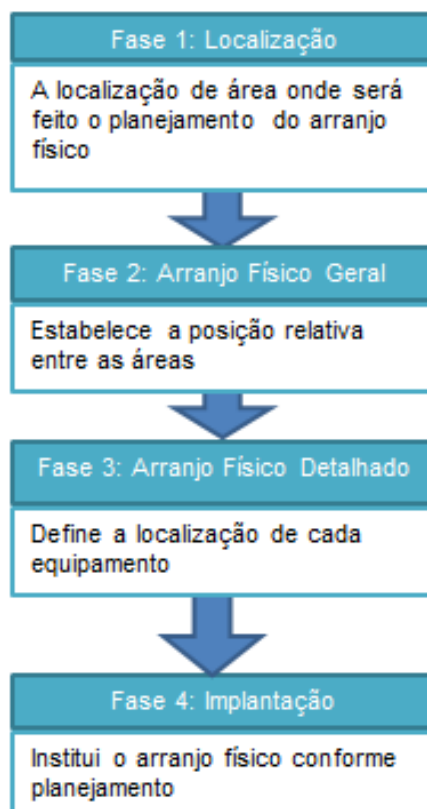 Fase 1: Localização
A localização de área onde será
feito o planejamento do arranjo
físico
Fase 2: Arranjo Físico Geral
Estabelece a posição relativa
entre as áreas
Fase 3: Arranjo Físico Detalhado
Define a localização de cada
equipamento
Fase 4: Implantação
Institui o arranjo físico conforme
planejamento